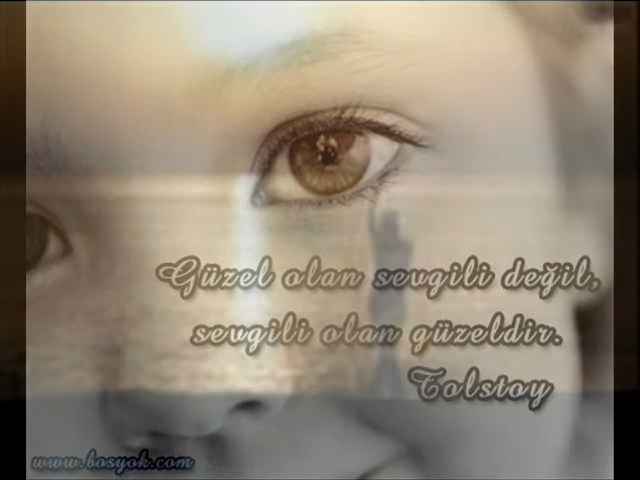 Güzel olan sevgili değil,
sevgili olan güzeldir.
Tolstoy
www.bosyok.com